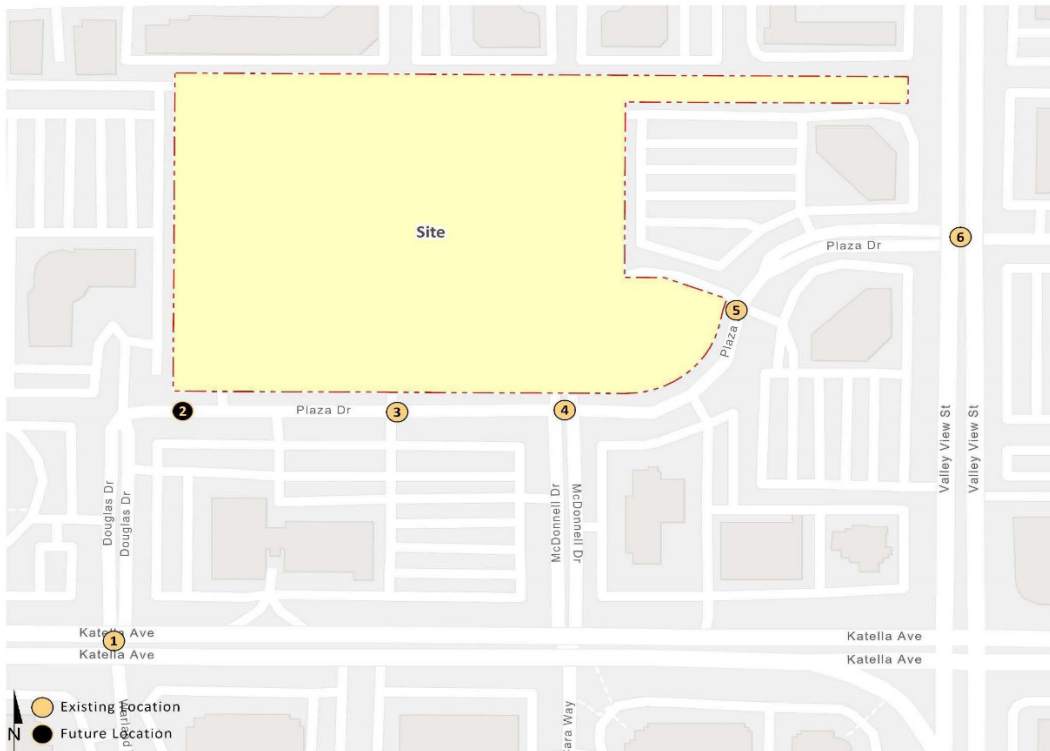 Site
6
Plaza Dr
5
Plaza
2
Plaza Dr
3
4
Valley View St
Valley View St
Douglas Dr
Douglas Dr
McDonnell Dr
McDonnell Dr
1
Katella Ave
Katella Ave
Katella Ave
Katella Ave
Existing Location
Future Location
N
ara Way